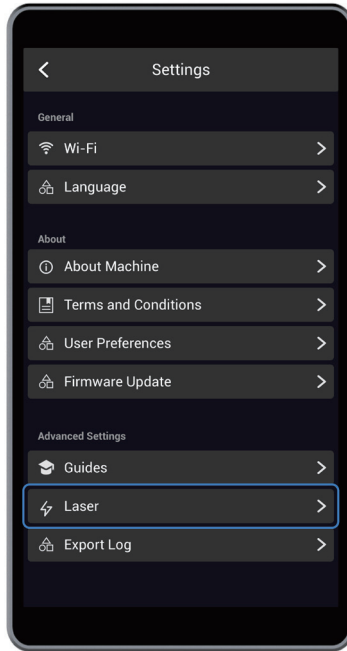 Settings
General
Wi-Fi
Language
About
About Machine
Terms and Conditions
User Preferences
Firmware Update
Advanced Settings
Guides
Laser
Export Log